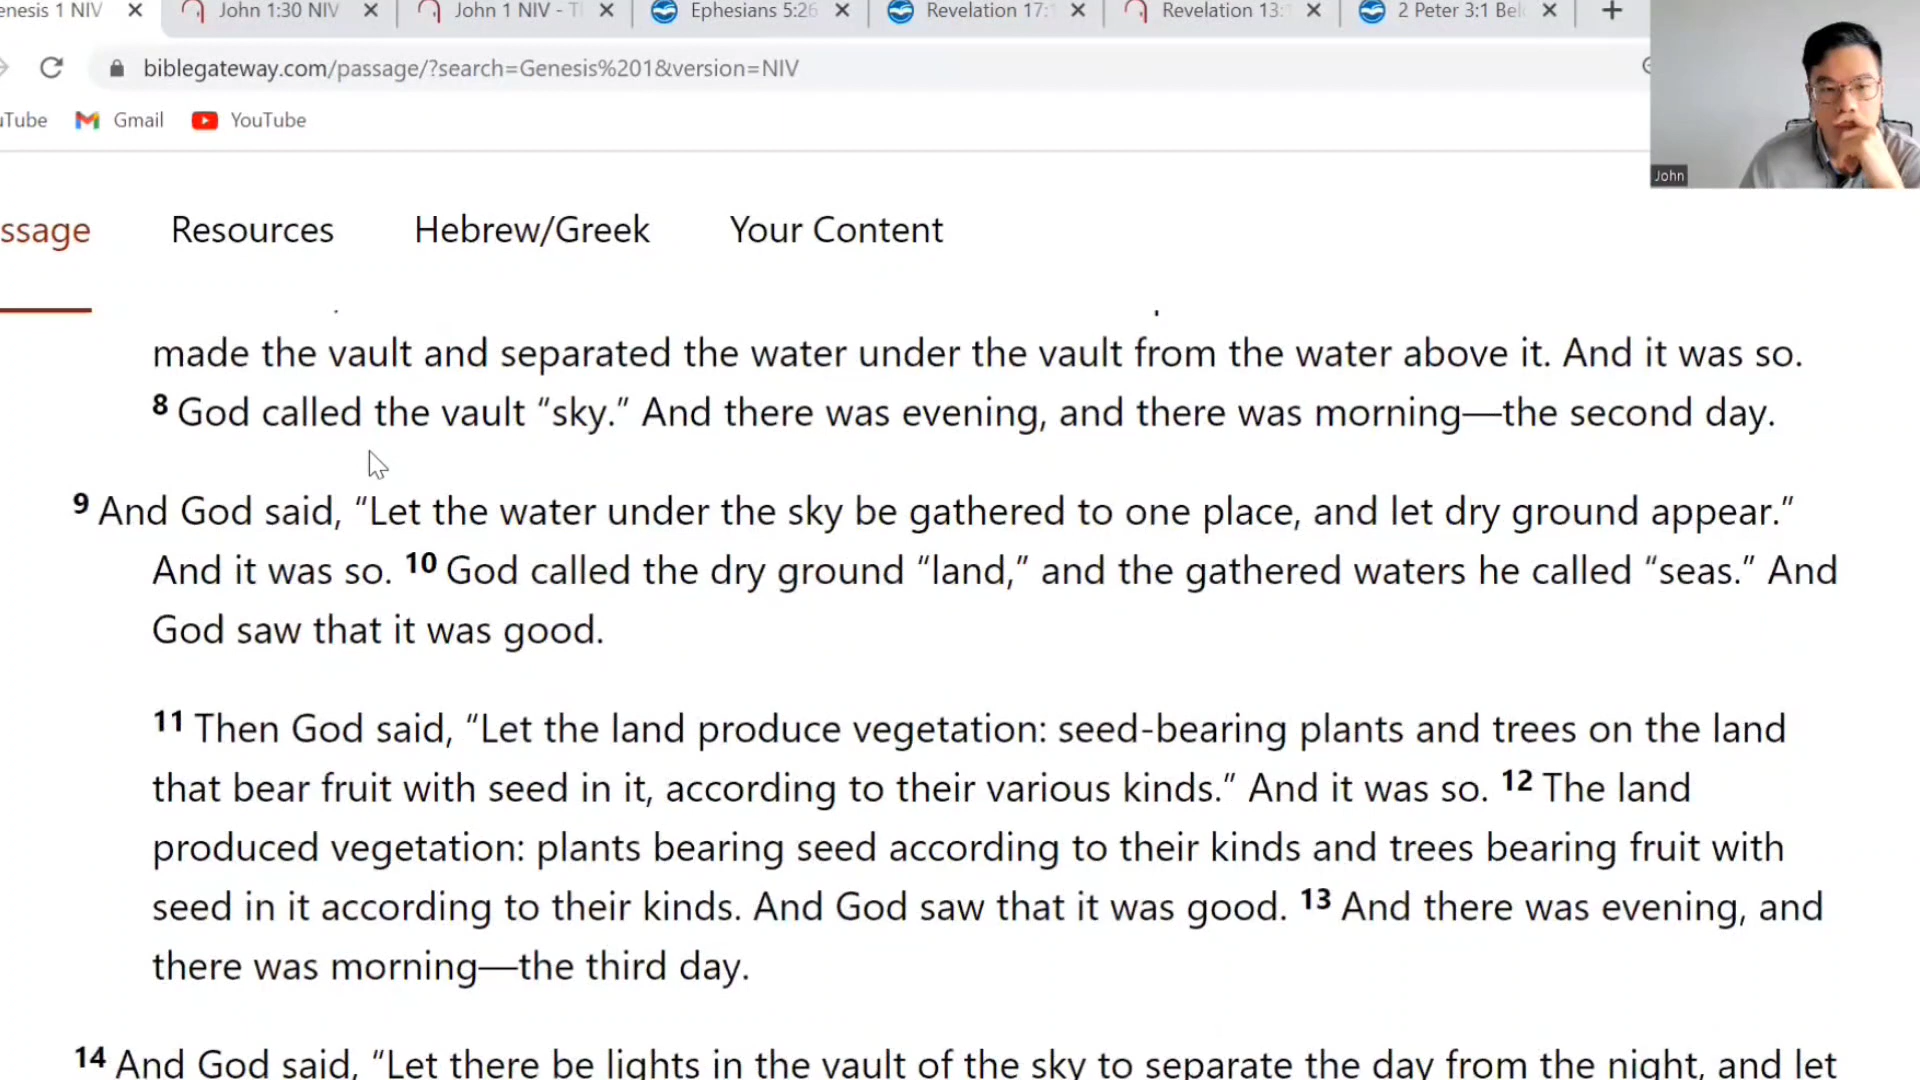 enesis 1 NIV
John 1:30 NIV
John 1 NIV -
Ephesians 5:26
Revelation 17:
Revelation 13:
2 Peter 3:1 Bel
biblegateway.com/passage/?search=Genesis%201&version=NIV
uTube
Gmail
YouTube
John
ssage
Resources
Hebrew/Greek
Your Content
made the vault and separated the water under the vault from the water above it. And it was so.
8 God called the vault “sky.” And there was evening, and there was morning—the second day.
9 And God said, “Let the water under the sky be gathered to one place, and let dry ground appear.”
And it was so. 10 God called the dry ground “land,” and the gathered waters he called “seas.” And
God saw that it was good.
11 Then God said, “Let the land produce vegetation: seed-bearing plants and trees on the land
that bear fruit with seed in it, according to their various kinds.” And it was so. 12 The land
produced vegetation: plants bearing seed according to their kinds and trees bearing fruit with
seed in it according to their kinds. And God saw that it was good. 13 And there was evening, and
there was morning—the third day.
14 And God said, “Let there be lights in the vault of the sky to separate the day from the night, and let